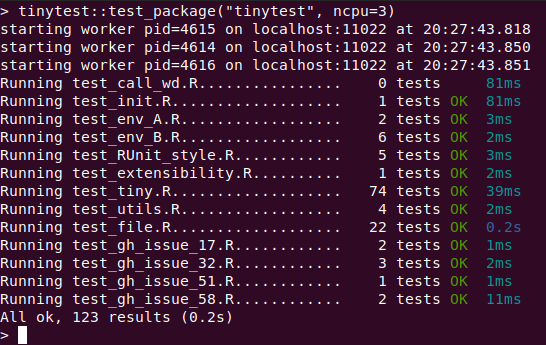 > tinytest::test_package("tinytest", ncpu=3)
starting worker pid=4615 on localhost:11022 at 20:27:43.818
starting worker pid=4614 on localhost:11022 at 20:27:43.850
starting worker pid=4616 on localhost:11022 at 20:27:43.851
Running test_call_wd.R................    0 tests    81ms
Running test_init.R...................    1 tests OK 81ms
Running test_env_A.R..................    2 tests OK 3ms
Running test_env_B.R..................    6 tests OK 2ms
Running test_RUnit_style.R............    5 tests OK 3ms
Running test_extensibility.R..........    1 tests OK 2ms
Running test_tiny.R...................   74 tests OK 39ms
Running test_utils.R..................    4 tests OK 2ms
Running test_file.R...................   22 tests OK 0.2s
Running test_gh_issue_17.R............    2 tests OK 1ms
Running test_gh_issue_32.R............    3 tests OK 2ms
Running test_gh_issue_51.R............    1 tests OK 1ms
Running test_gh_issue_58.R............    2 tests OK 11ms
All ok, 123 results (0.2s)
>